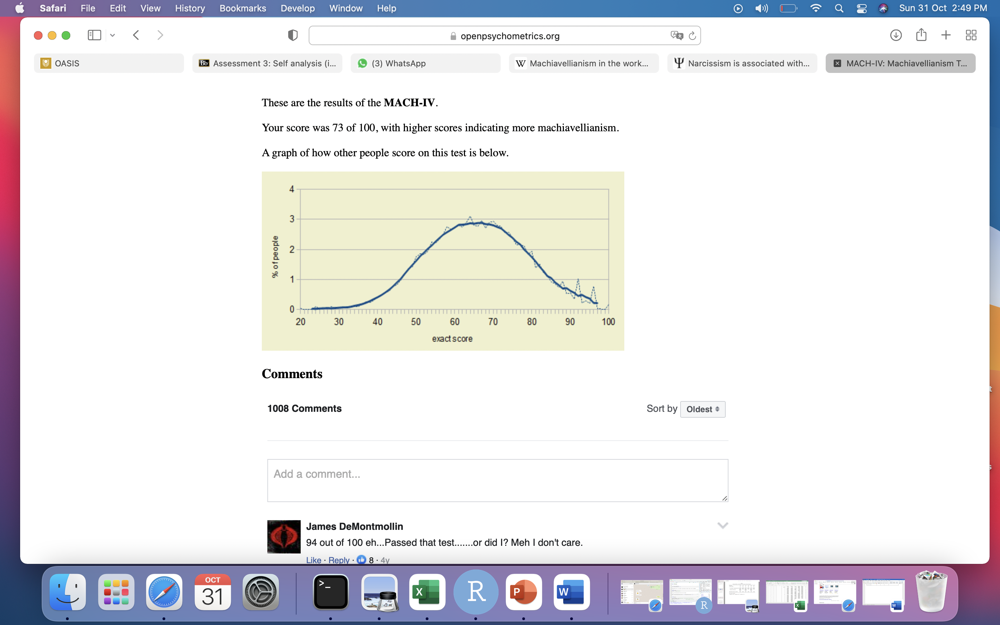 Safari File Edit View History Bookmarks Develop Window Help Sun 31 Oct 2:49 PM
openpsychometrics.org
OASIS
Bb Assessment 3: Self analysis (i...
(3) WhatsApp
W Machiavellianism in the work...
Ψ Narcissism is associated with...
MACH-IV: Machiavellianism T...
These are the results of the MACH-IV.
Your score was 73 of 100, with higher scores indicating more machiavellianism.
A graph of how other people score on this test is below.
4
3
2
1
0
% of people
20 30 40 50 60 70 80 90 100
exact score
Comments
1008 Comments
Sort by Oldest
Add a comment...
James DeMontmollin
94 out of 100 eh...Passed that test.......or did I? Meh I don't care.
Like · Reply · 8 · 4y
OCT
31
>_
X
R
P
W
R
X
W